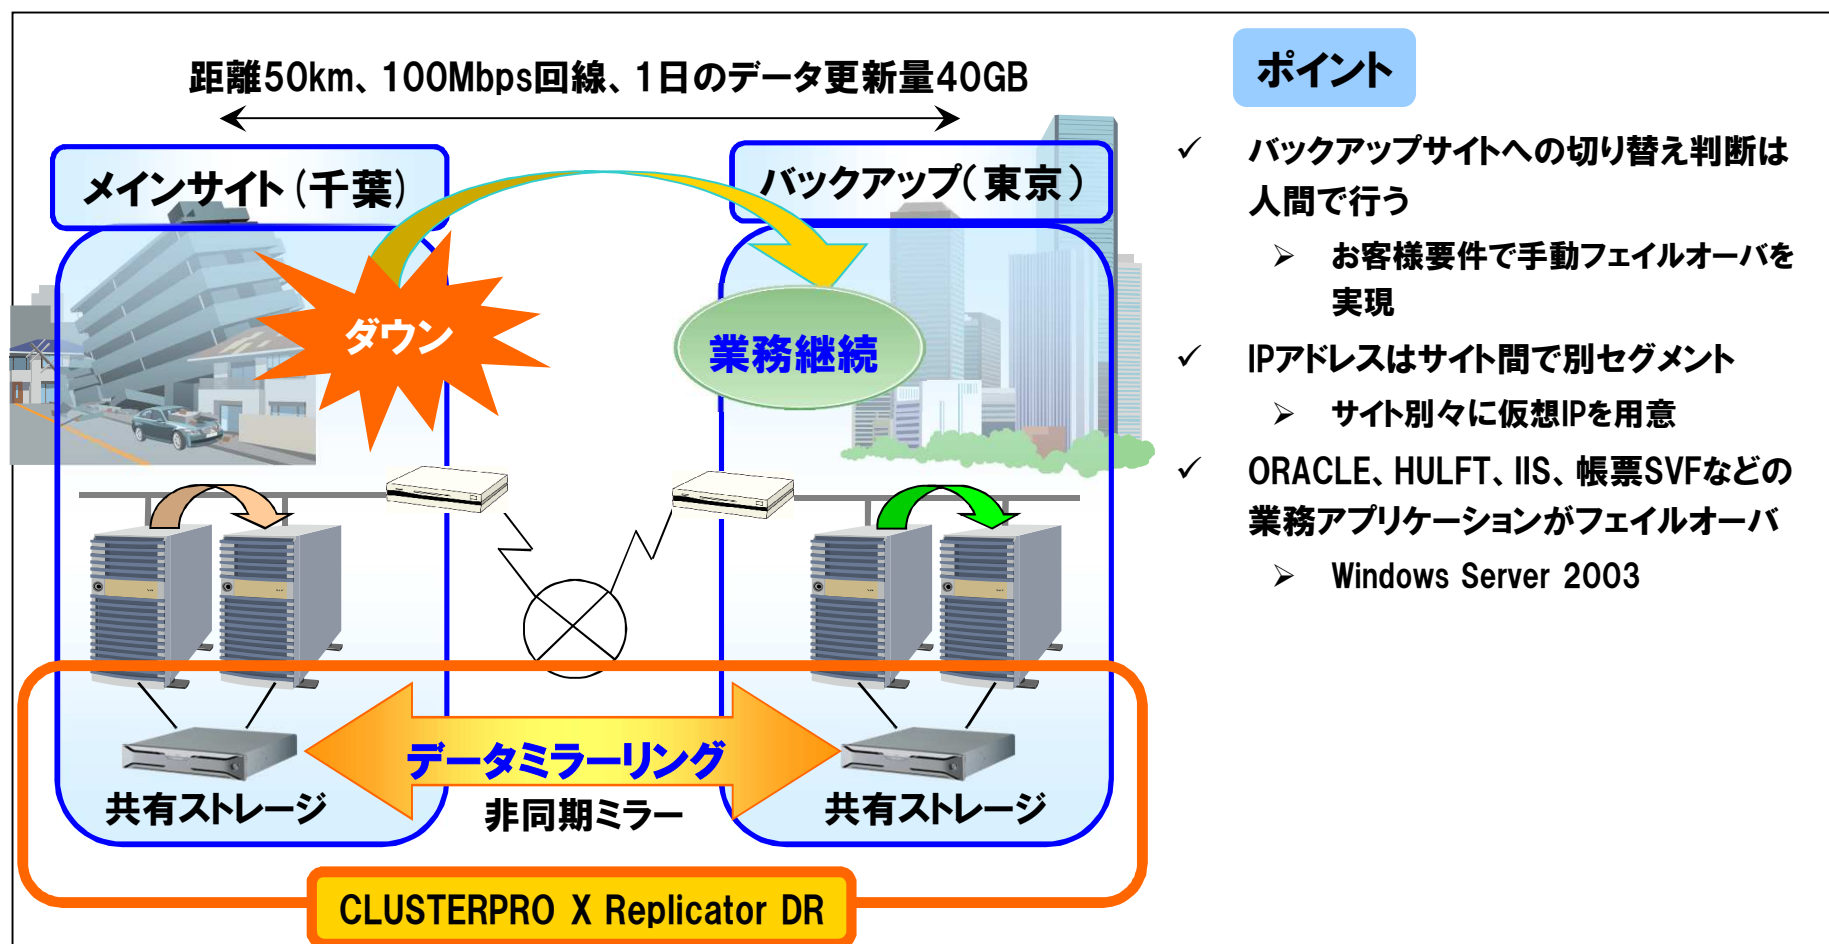 距離50km、100Mbps回線、1日のデータ更新量40GB
メインサイト(千葉)
バックアップ(東京)
ダウン
業務継続
データミラーリング
非同期ミラー
共有ストレージ
共有ストレージ
CLUSTERPRO X Replicator DR
ポイント
✓ バックアップサイトへの切り替え判断は
人間で行う
➢ お客様要件で手動フェイルオーバを
実現
✓ IPアドレスはサイト間で別セグメント
➢ サイト別々に仮想IPを用意
✓ ORACLE、HULFT、IIS、帳票SVFなどの
業務アプリケーションがフェイルオーバ
➢ Windows Server 2003